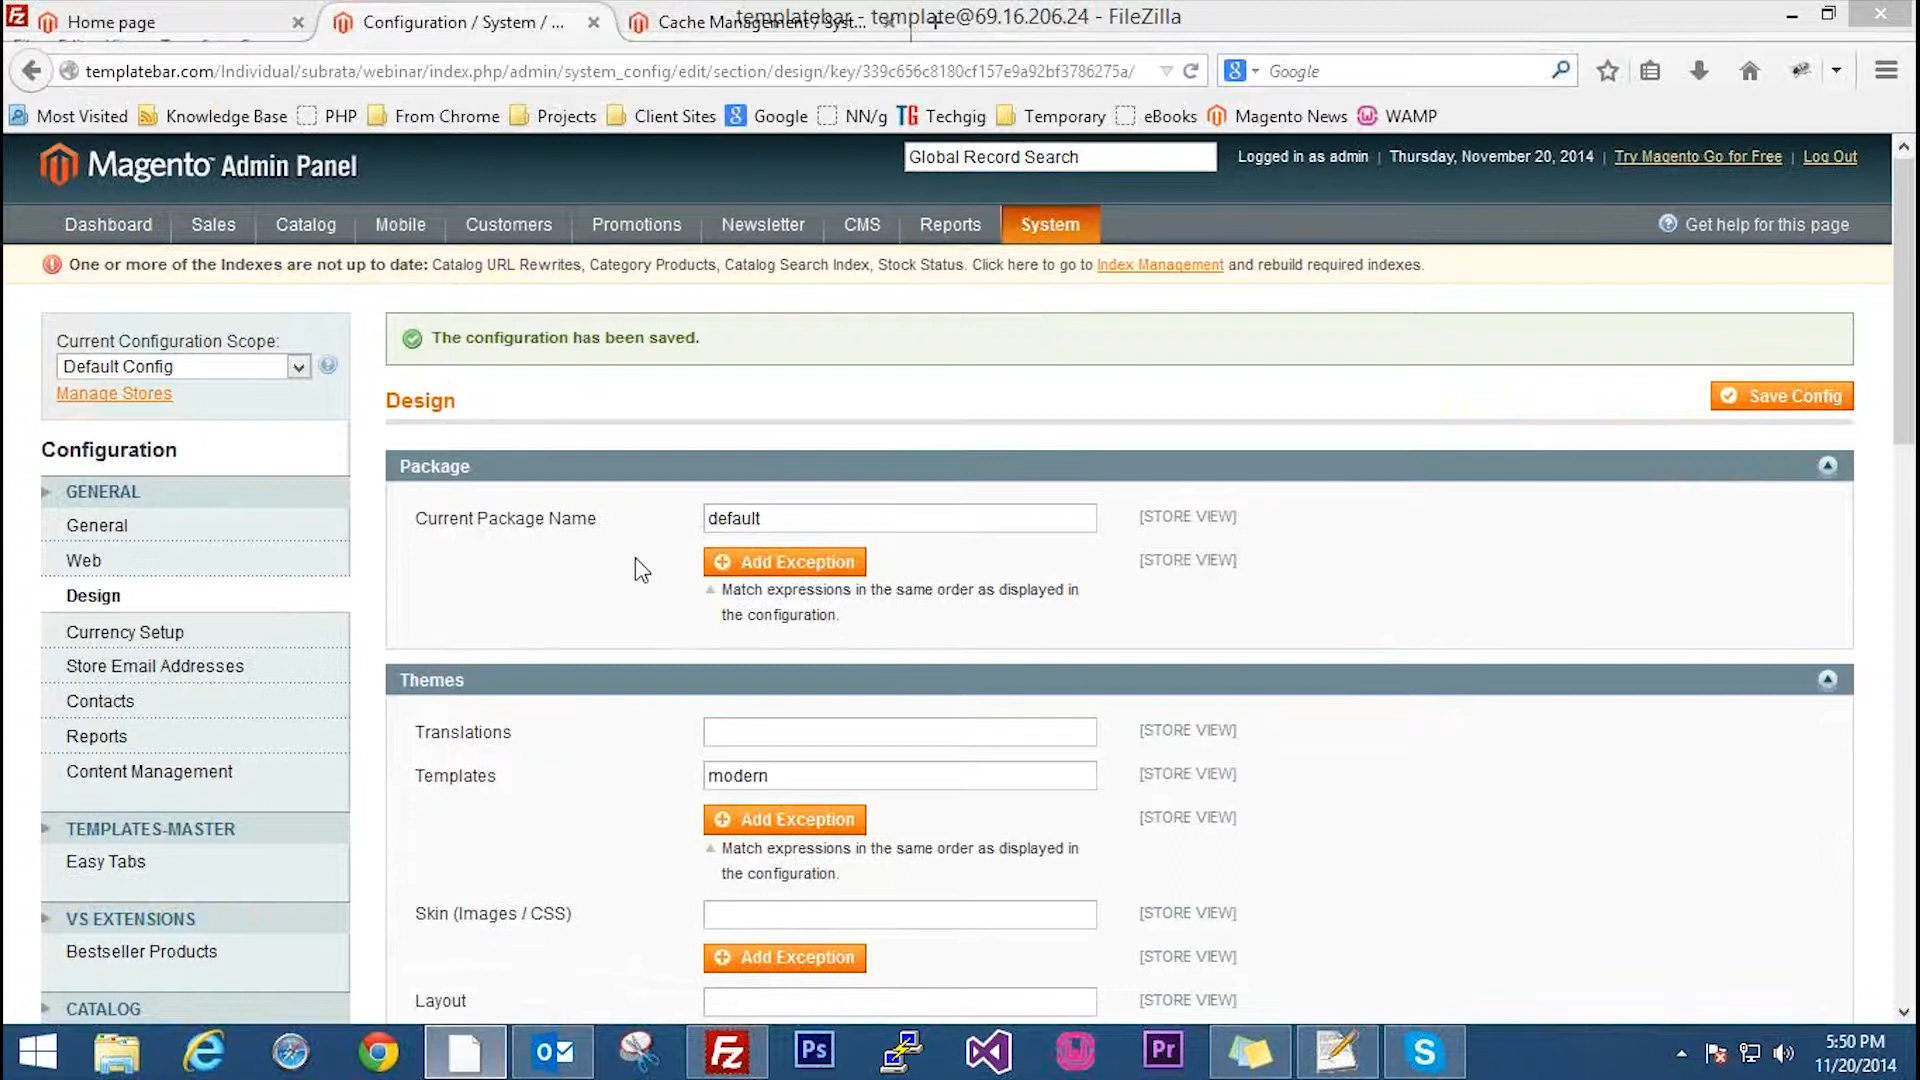 Home page
Configuration / System / ...
Cache Management / Syst...
templatebar - template@69.16.206.24 - FileZilla
templatebar.com/Individual/subrata/webinar/index.php/admin/system_config/edit/section/design/key/339c656c8180cf157e9a92bf3786275a/
Google
Most Visited
Knowledge Base
PHP
From Chrome
Projects
Client Sites
Google
NN/g
Techgig
Temporary
eBooks
Magento News
WAMP
Magento Admin Panel
Global Record Search
Logged in as admin | Thursday, November 20, 2014 | Try Magento Go for Free | Log Out
Dashboard
Sales
Catalog
Mobile
Customers
Promotions
Newsletter
CMS
Reports
System
Get help for this page
One or more of the Indexes are not up to date: Catalog URL Rewrites, Category Products, Catalog Search Index, Stock Status. Click here to go to Index Management and rebuild required indexes.
Current Configuration Scope:
Default Config
Manage Stores
Configuration
GENERAL
General
Web
Design
Currency Setup
Store Email Addresses
Contacts
Reports
Content Management
TEMPLATES-MASTER
Easy Tabs
VS EXTENSIONS
Bestseller Products
CATALOG
The configuration has been saved.
Design
Save Config
Package
Current Package Name
default
[STORE VIEW]
Add Exception
[STORE VIEW]
Match expressions in the same order as displayed in
the configuration.
Themes
Translations
[STORE VIEW]
Templates
modern
[STORE VIEW]
Add Exception
[STORE VIEW]
Match expressions in the same order as displayed in
the configuration.
Skin (Images / CSS)
[STORE VIEW]
Add Exception
[STORE VIEW]
Layout
[STORE VIEW]
5:50 PM
11/20/2014